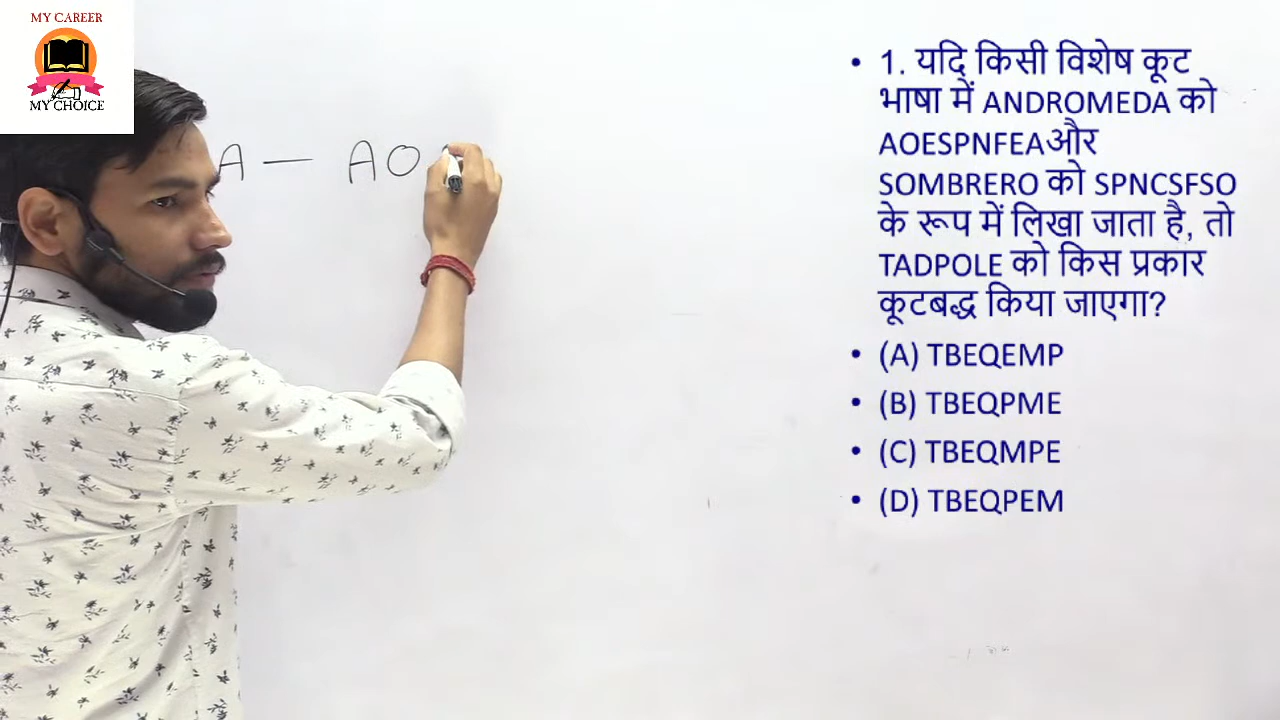 MY CAREER
MY CHOICE
A — AO
• 1. यदि किसी विशेष कूट
भाषा में ANDROMEDA को
AOESPNFEAऔर
SOMBRERO को SPNCSFSO
के रूप में लिखा जाता है, तो
TADPOLE को किस प्रकार
कूटबद्ध किया जाएगा?
• (A) TBEQEMP
• (B) TBEQPME
• (C) TBEQMPE
• (D) TBEQPEM